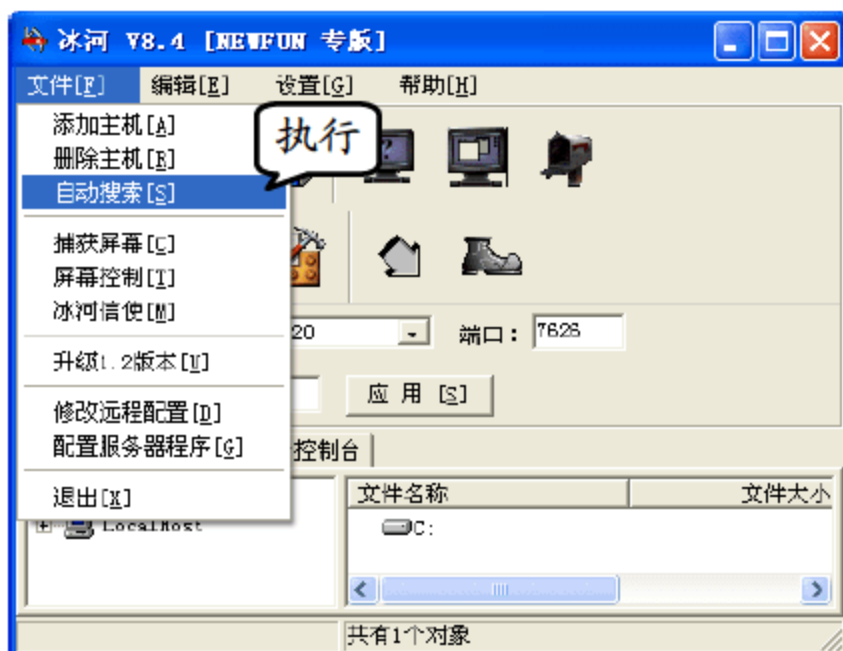 冰河 V8.4 [NEWFUN 专版]
文件[F] 编辑[E] 设置[G] 帮助[H]
添加主机[A]
执行
删除主机[R]
自动搜索[S]
捕获屏幕[C]
屏幕控制[T]
冰河信使[M]
20 端口: 7626
升级1.2版本[V]
应 用 [S]
修改远程配置[D]
配置服务器程序[G]
控制台
退出[X]
文件名称 文件大小
LocalHost
C:
共有1个对象